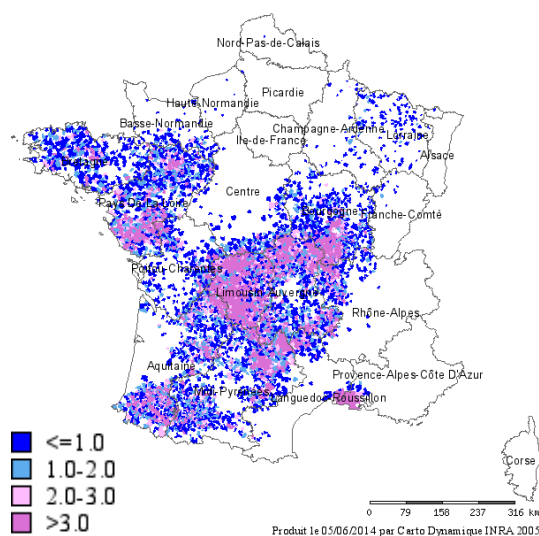 Nord-Pas-de-Calais
Picardie
Haute-Normandie
Basse-Normandie
Champagne-Ardenne
Lorraine
Ile-de-France
Alsace
Bretagne
Centre
Pays-De-La-Loire
Bourgogne
Franche-Comté
Poitou-Charentes
Limousin
Auvergne
Rhône-Alpes
Aquitaine
Provence-Alpes-Côte D'Azur
Midi-Pyrénées
Languedoc-Roussillon
Corse
<=1.0
1.0-2.0
2.0-3.0
>3.0
0 79 158 237 316 km
Produit le 05/06/2014 par Carto Dynamique INRA 2005